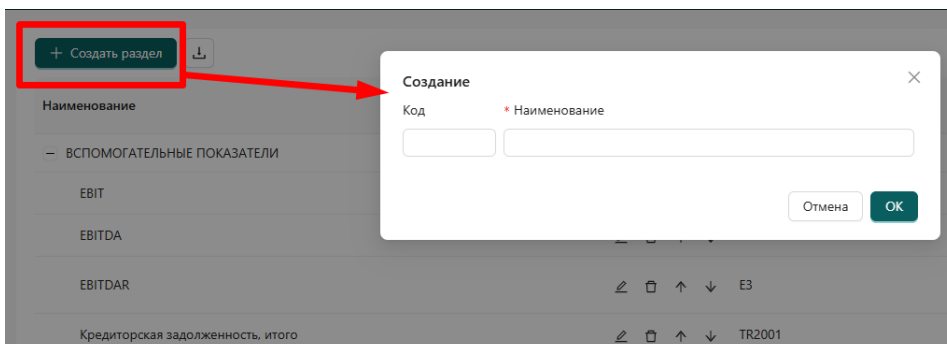 + Создать раздел
Создание
Код * Наименование
Наименование
– ВСПОМОГАТЕЛЬНЫЕ ПОКАЗАТЕЛИ
EBIT
Отмена OK
EBITDA
EBITDAR E3
Кредиторская задолженность, итого TR2001